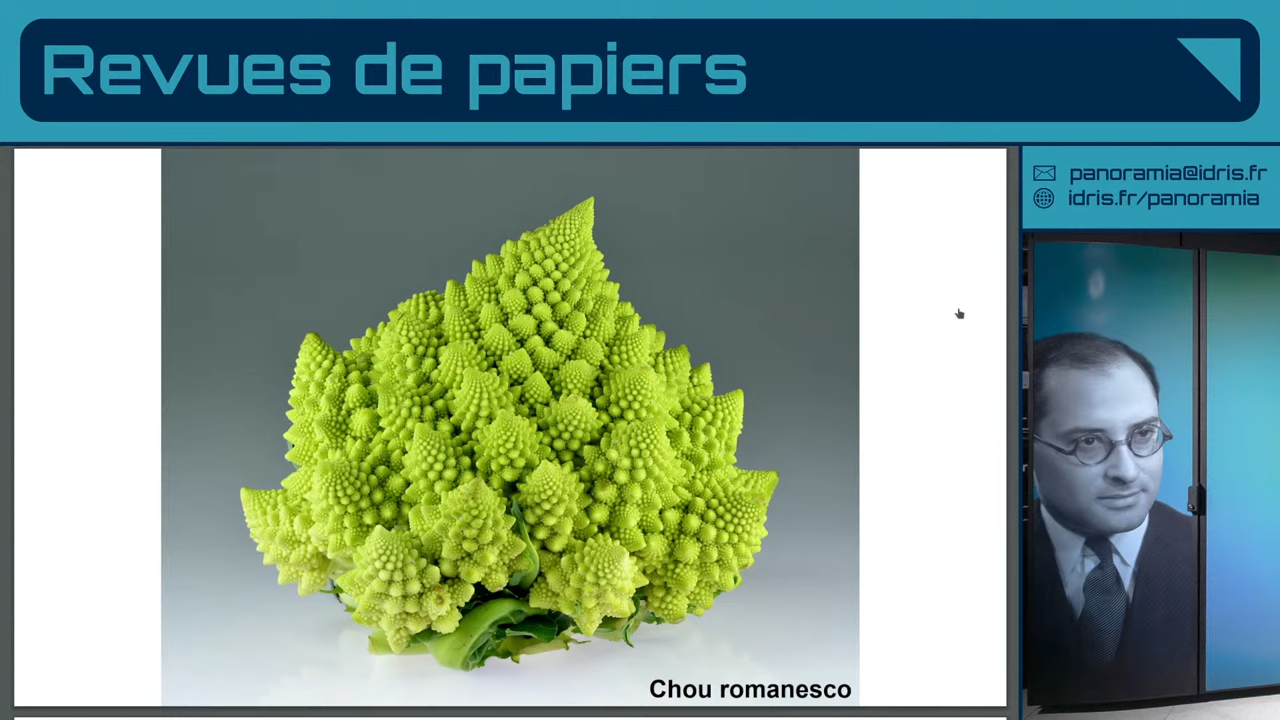 Revues de papiers
panoramia@idris.fr
idris.fr/panoramia
Chou romanesco